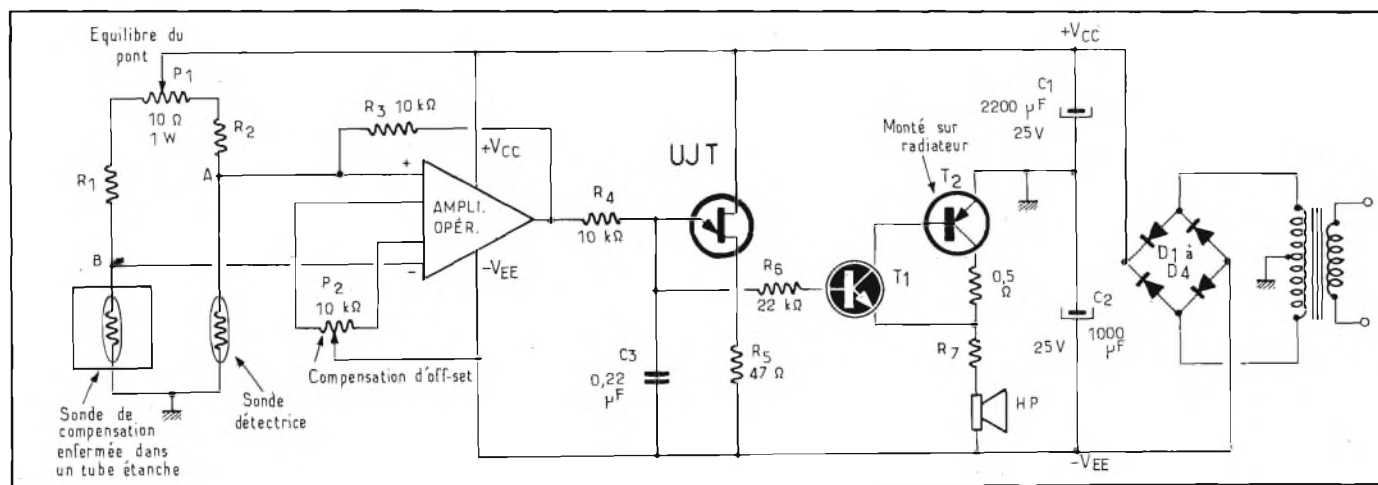 Equilibre du
pont
P1
10 Ω
1 W
R2
R1
A
B
Sonde de
compensation
enfermée dans
un tube étanche
Sonde
détectrice
R3 10 kΩ
+VCC
+
AMPLI.
OPÉR.
-
-VEE
P2
10 kΩ
Compensation d'off-set
R4
10 kΩ
UJT
C3
0,22
µF
R5
47 Ω
R6
22 kΩ
T1
Monté sur
radiateur
T2
0,5
Ω
R7
HP
+VCC
C1
2200 µF
25V
C2
1000
µF
25V
-VEE
D1 à
D4